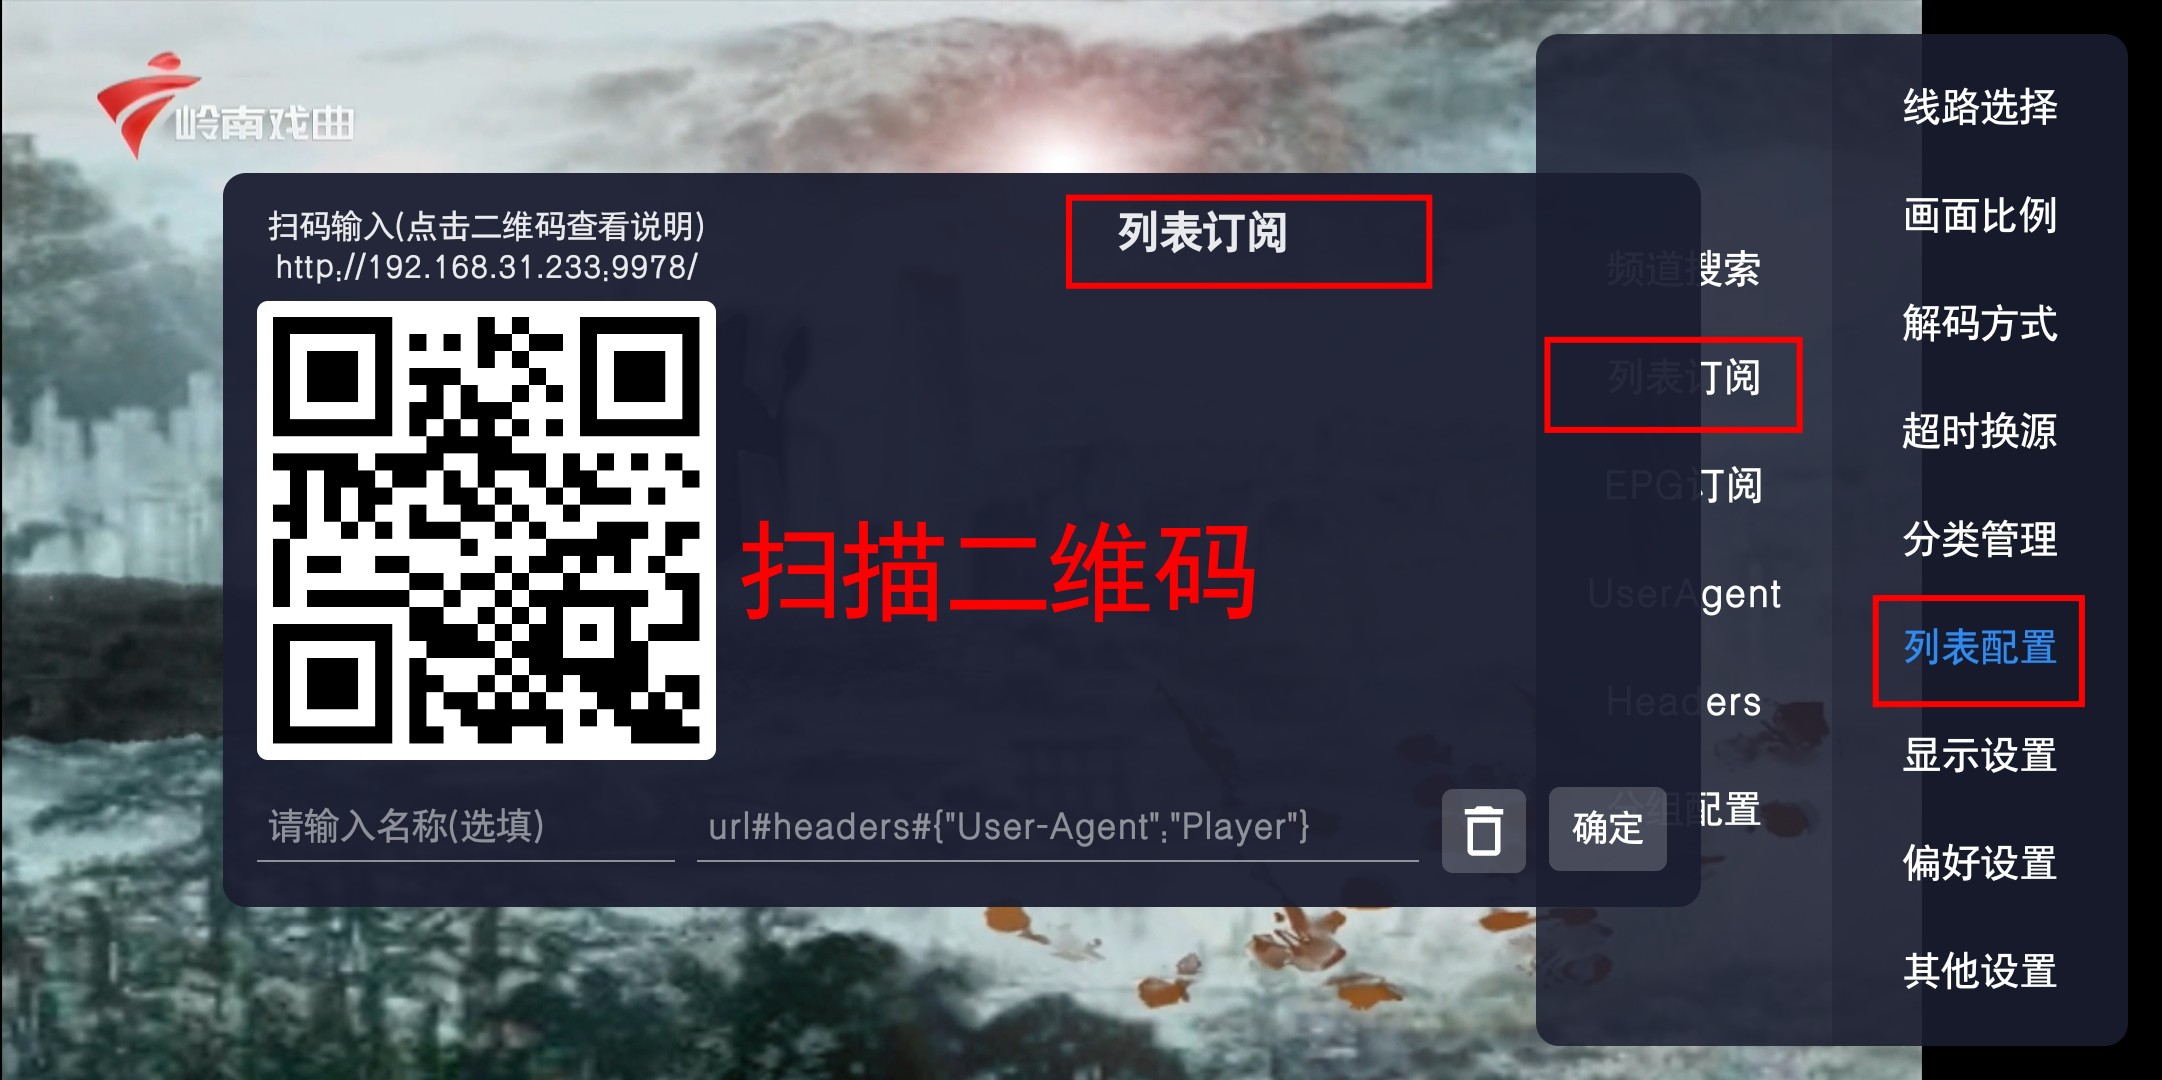 岭南戏曲
扫码输入(点击二维码查看说明)
http://192.168.31.233:9978/
列表订阅
扫描二维码
请输入名称(选填)
url#headers#{"User-Agent":"Player"}
确定
频道搜索
列表订阅
EPG订阅
UserAgent
Headers
分组配置
线路选择
画面比例
解码方式
超时换源
分类管理
列表配置
显示设置
偏好设置
其他设置